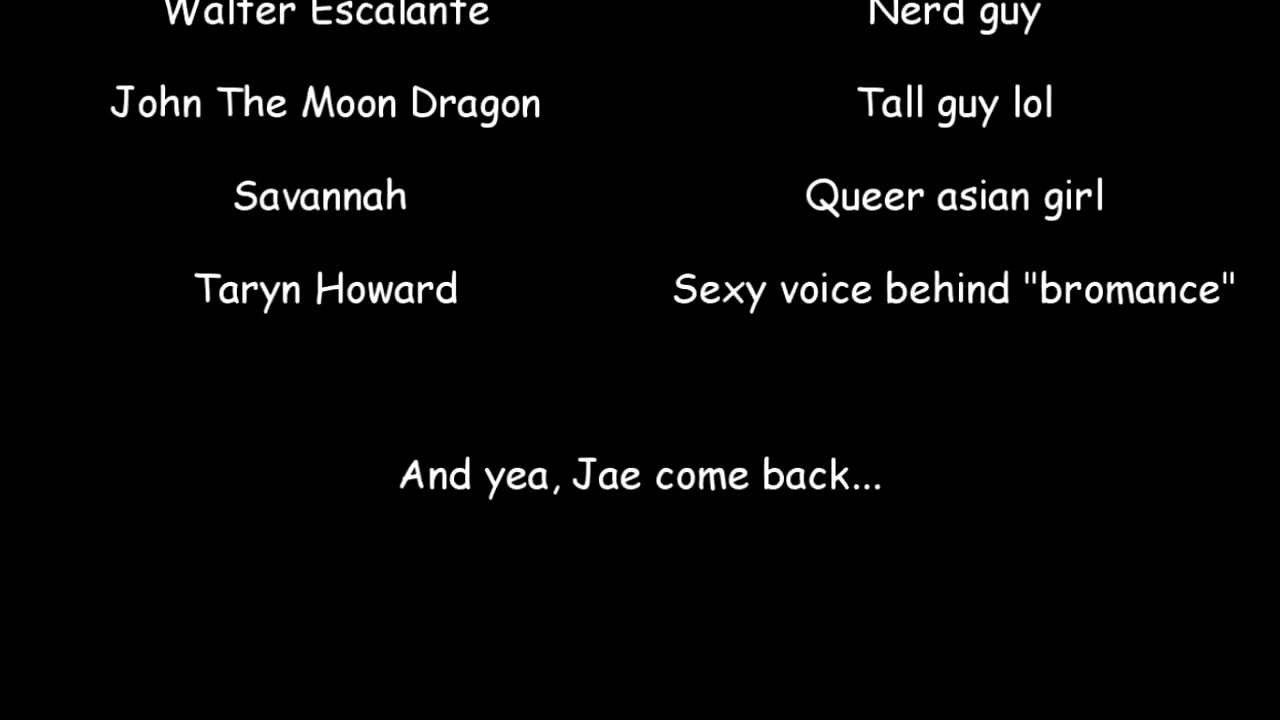 Walter Escalante Nerd guy
John The Moon Dragon Tall guy lol
Savannah Queer asian girl
Taryn Howard Sexy voice behind "bromance"
And yea, Jae come back...